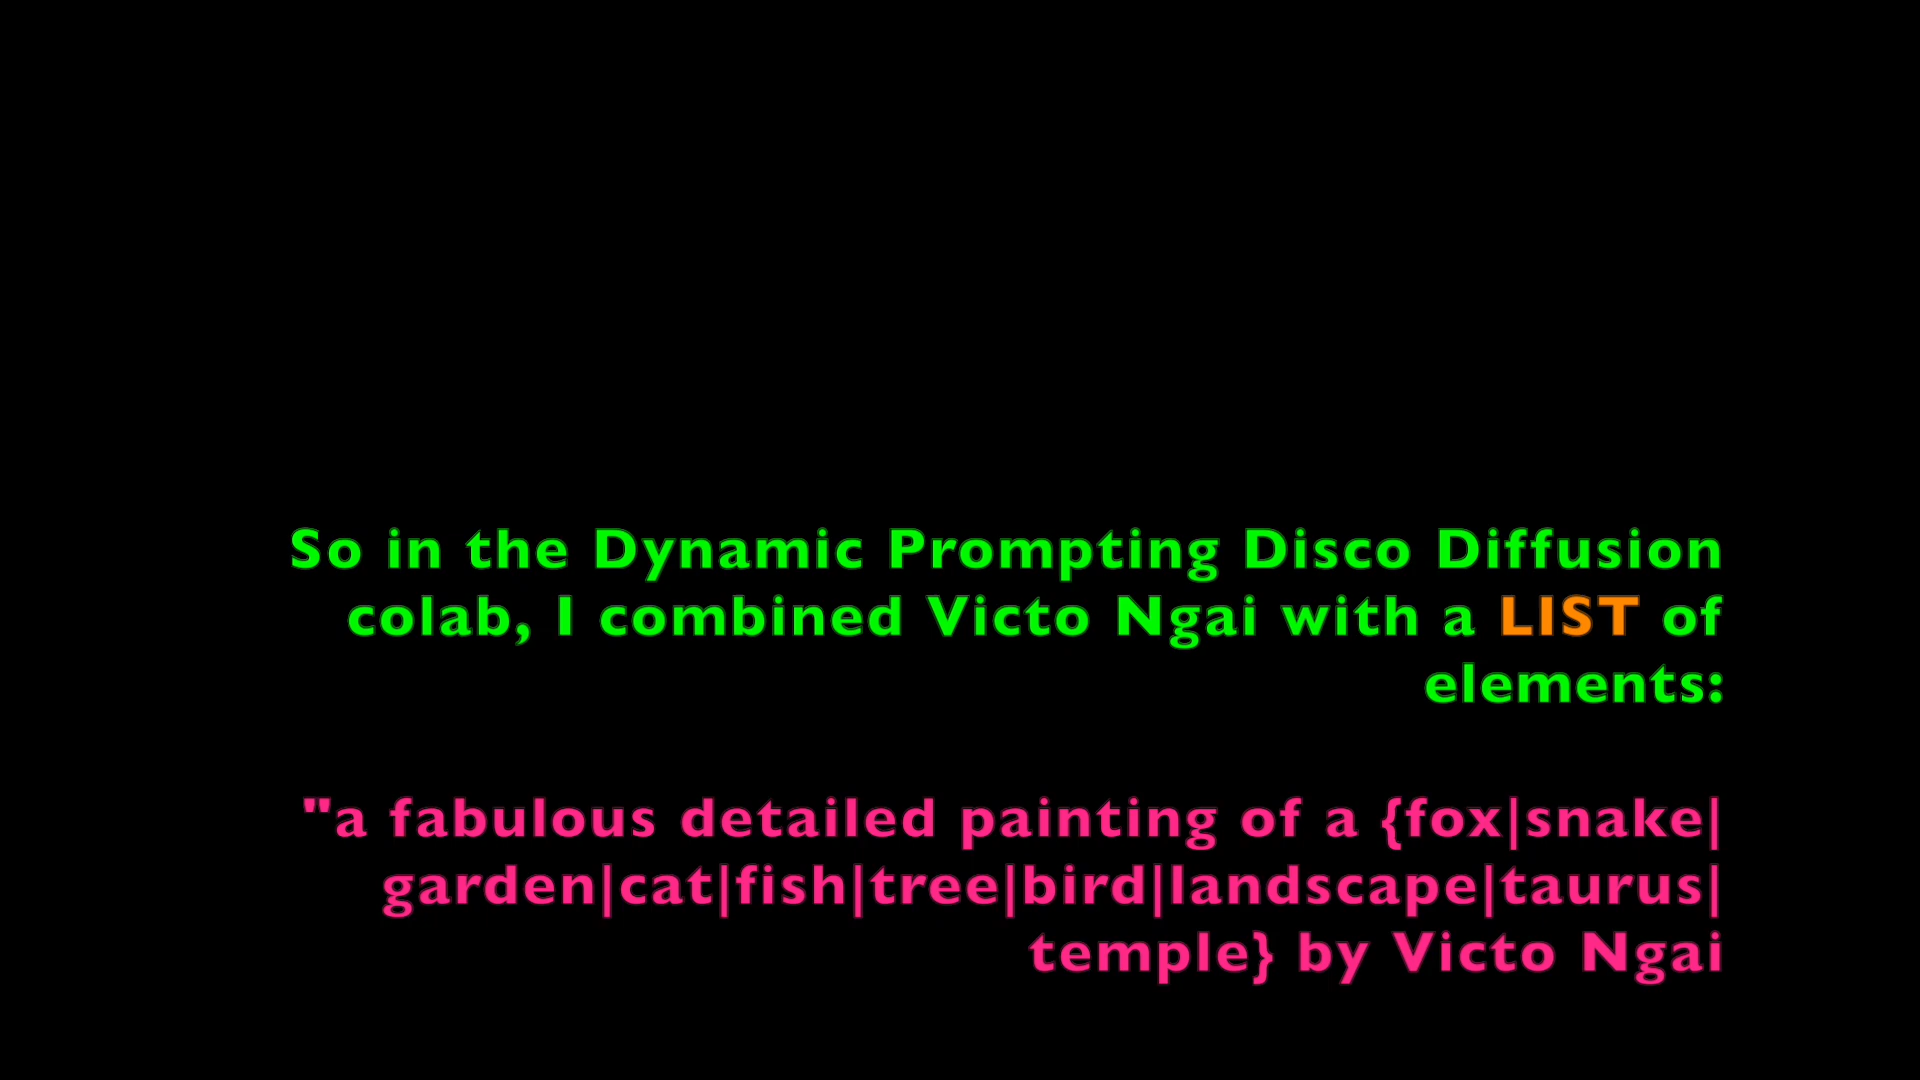 So in the Dynamic Prompting Disco Diffusion
colab, I combined Victo Ngai with a LIST of
elements:
"a fabulous detailed painting of a {fox|snake|
garden|cat|fish|tree|bird|landscape|taurus|
temple} by Victo Ngai